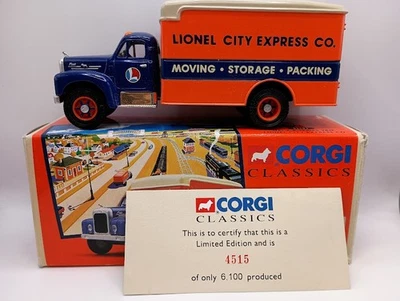 LIONEL CITY EXPRESS CO.
MOVING · STORAGE · PACKING
L
CORGI
CLASSICS
CORGI
CLASSICS
This is to certify that this is a
Limited Edition and is
4515
of only 6,100 produced